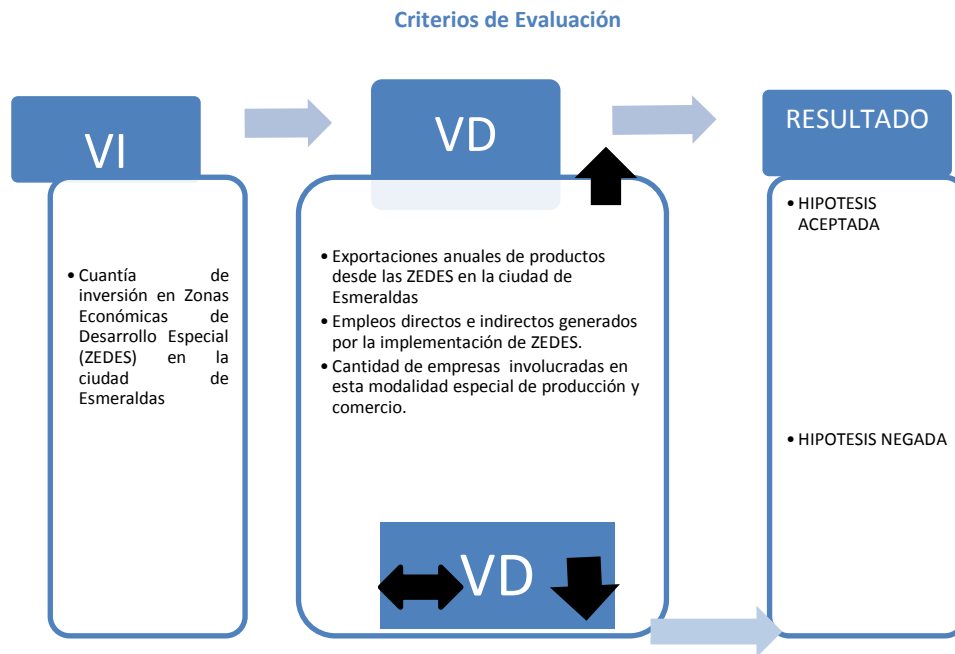 Criterios de Evaluación
VI
• Cuantía de
inversión en Zonas
Económicas de
Desarrollo Especial
(ZEDES) en la
ciudad de
Esmeraldas
VD
• Exportaciones anuales de productos
desde las ZEDES en la ciudad de
Esmeraldas
• Empleos directos e indirectos generados
por la implementación de ZEDES.
• Cantidad de empresas involucradas en
esta modalidad especial de producción y
comercio.
VD
RESULTADO
• HIPOTESIS
ACEPTADA
• HIPOTESIS NEGADA